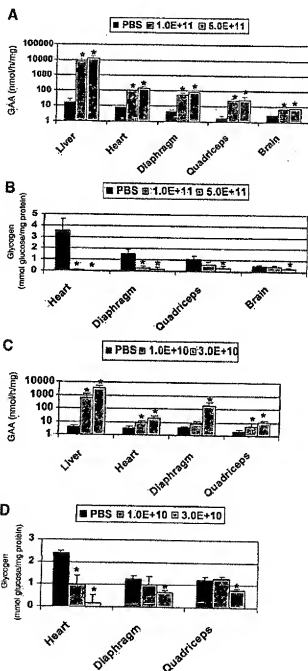 A
PBS 1.0E+11 5.0E+11
GAA (nmol/h/mg)
100000
10000
1000
100
10
1
Liver
Heart
Diaphragm
Quadriceps
Brain
B
PBS 1.0E+11 5.0E+11
Glycogen
(mmol glucose/mg protein)
5
4
3
2
1
0
Heart
Diaphragm
Quadriceps
Brain
C
PBS 1.0E+10 3.0E+10
GAA (nmol/h/mg)
10000
1000
100
10
1
Liver
Heart
Diaphragm
Quadriceps
D
PBS 1.0E+10 3.0E+10
Glycogen
(mmol glucose/mg protein)
3
2
1
0
Heart
Diaphragm
Quadriceps